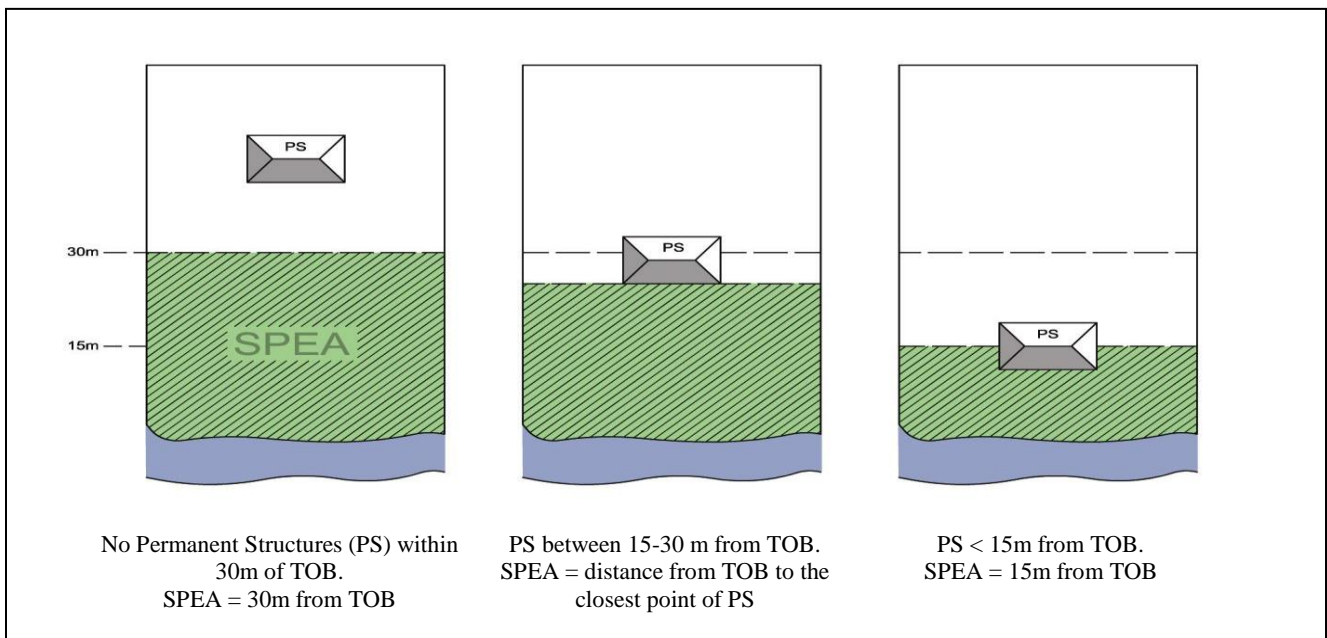 PS
30m
SPEA
15m
PS
PS
No Permanent Structures (PS) within
30m of TOB.
SPEA = 30m from TOB
PS between 15-30 m from TOB.
SPEA = distance from TOB to the
closest point of PS
PS < 15m from TOB.
SPEA = 15m from TOB